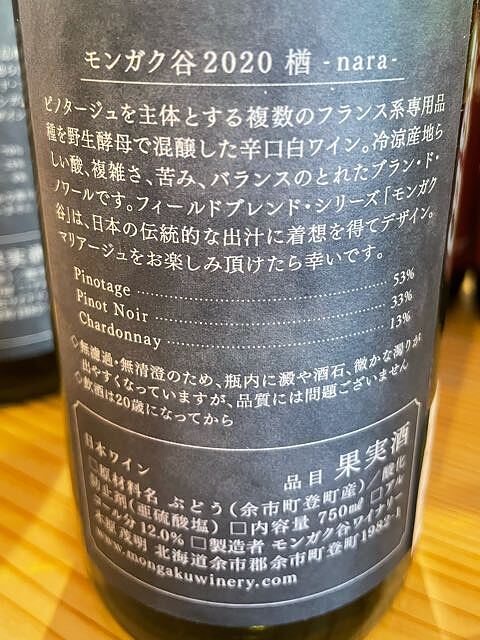 モンガク谷2020 楢 -nara-
ピノタージュを主体とする複数のフランス系専用品
種を野生酵母で混醸した辛口白ワイン。冷涼産地ら
しい酸、複雑さ、苦み、バランスのとれたブラン・ド・
ノワールです。フィールドブレンド・シリーズ「モンガク
谷」は、日本の伝統的な出汁に着想を得てデザイン。
マリアージュをお楽しみ頂けたら幸いです。
Pinotage 53%
Pinot Noir 33%
Chardonnay 13%
◇無濾過・無清澄のため、瓶内に澱や酒石、微かな濁りが
出やすくなっていますが、品質には問題ございません
◇飲酒は20歳になってから
日本ワイン 品目 果実酒
□原材料名 ぶどう(余市町登町産)/酸化
防止剤(亜硫酸塩) □内容量 750ml □アル
コール分 12.0% □製造者 モンガク谷ワイナリー
木原茂明 北海道余市郡余市町登町1982-1
www.mongakuwinery.com